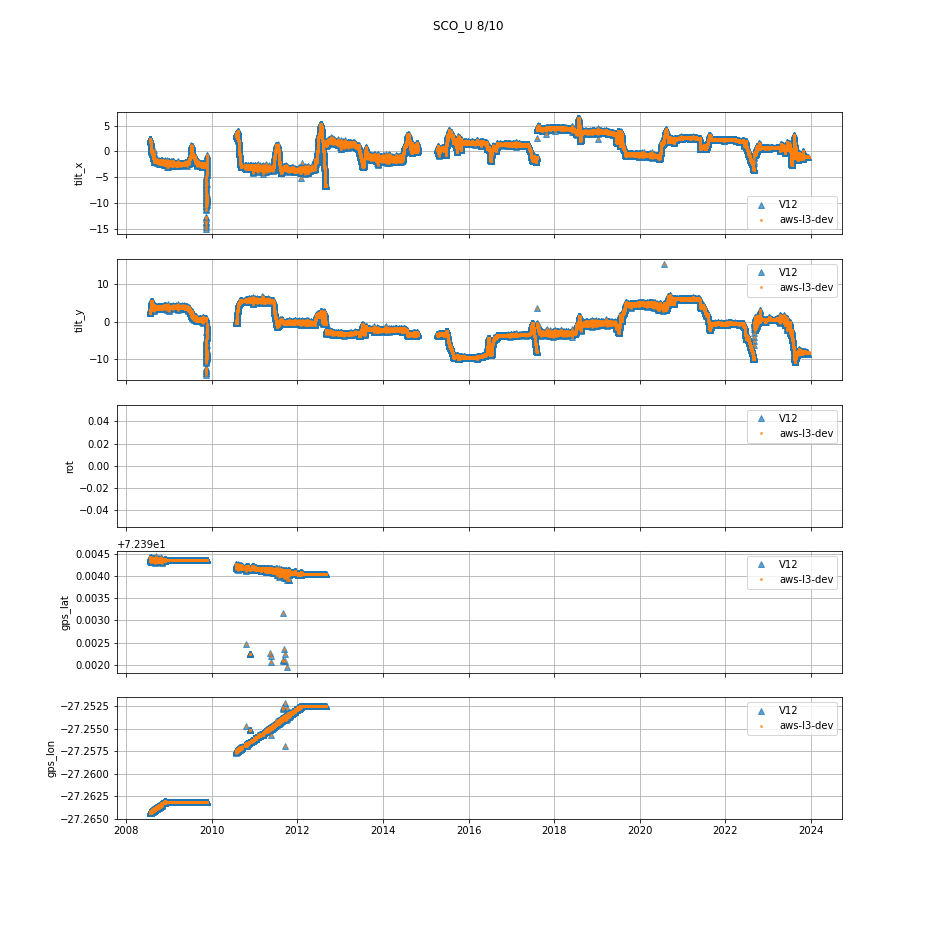 SCO_U 8/10
5
0
−5
−10
−15
tilt_x
V12
aws-l3-dev
10
0
−10
tilt_y
V12
aws-l3-dev
0.04
0.02
0.00
−0.02
−0.04
rot
V12
aws-l3-dev
+7.239e1
0.0045
0.0040
0.0035
0.0030
0.0025
0.0020
gps_lat
V12
aws-l3-dev
−27.2525
−27.2550
−27.2575
−27.2600
−27.2625
−27.2650
gps_lon
V12
aws-l3-dev
2008 2010 2012 2014 2016 2018 2020 2022 2024